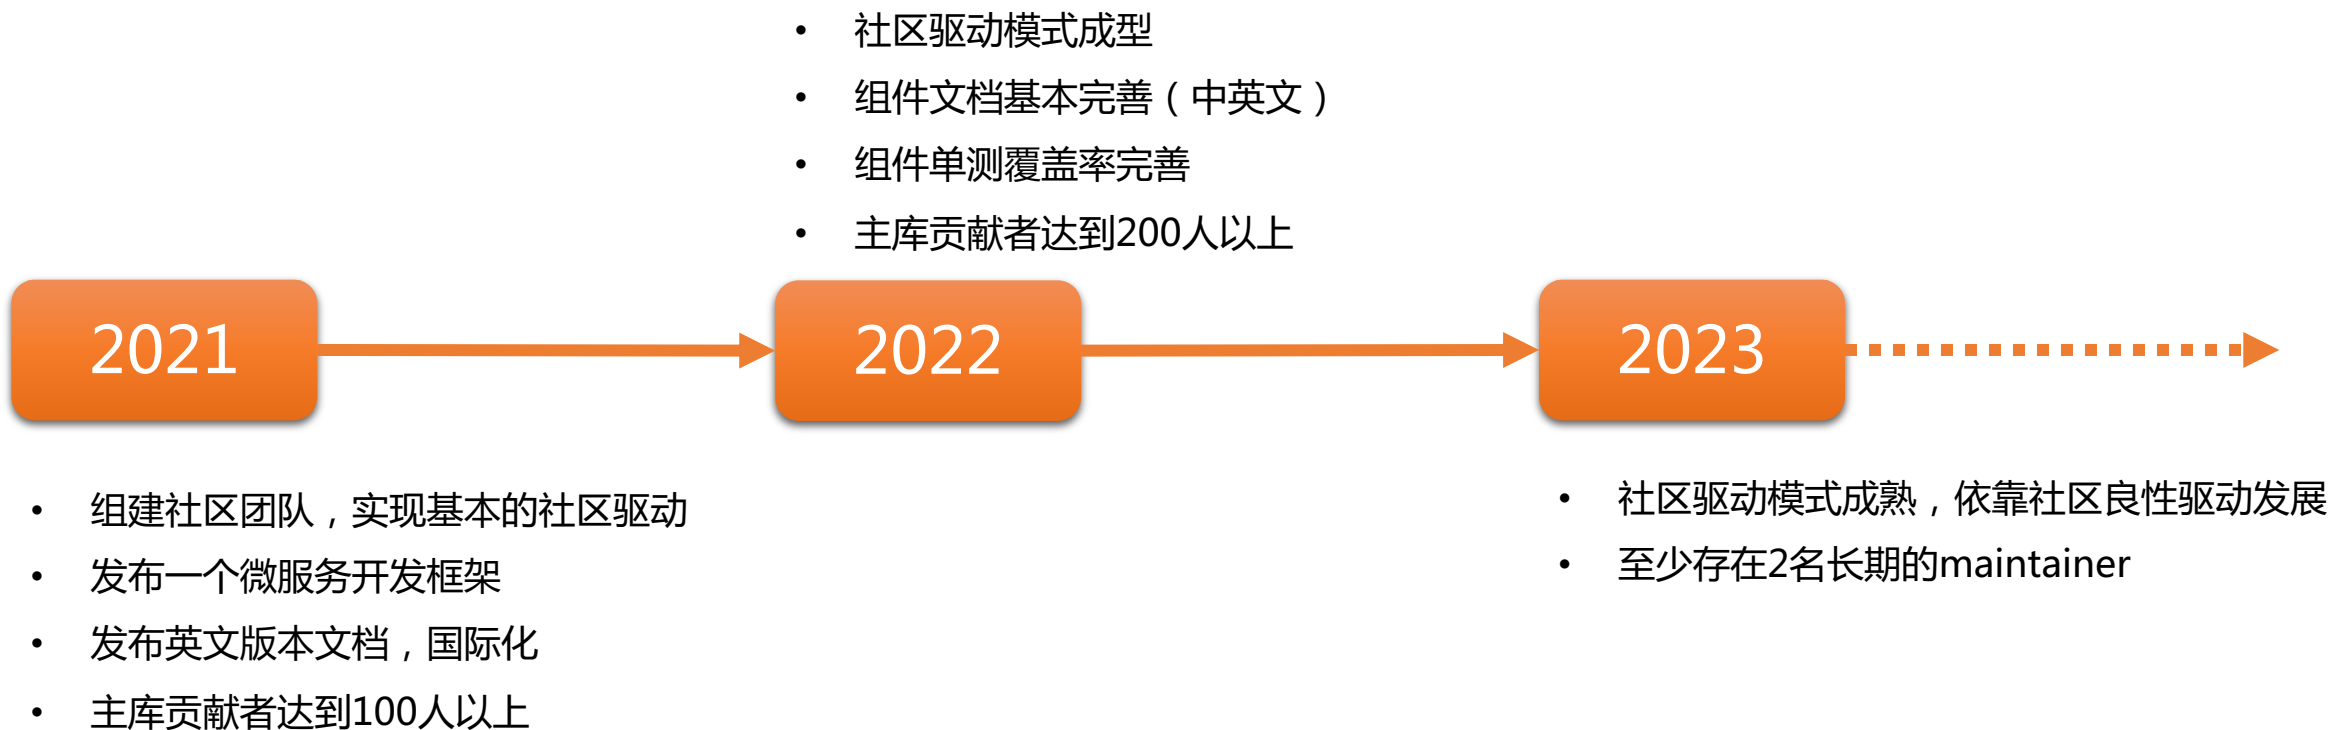 • 社区驱动模式成型
• 组件文档基本完善（中英文）
• 组件单测覆盖率完善
• 主库贡献者达到200人以上
2021
2022
2023
• 组建社区团队，实现基本的社区驱动
• 发布一个微服务开发框架
• 发布英文版本文档，国际化
• 主库贡献者达到100人以上
• 社区驱动模式成熟，依靠社区良性驱动发展
• 至少存在2名长期的maintainer